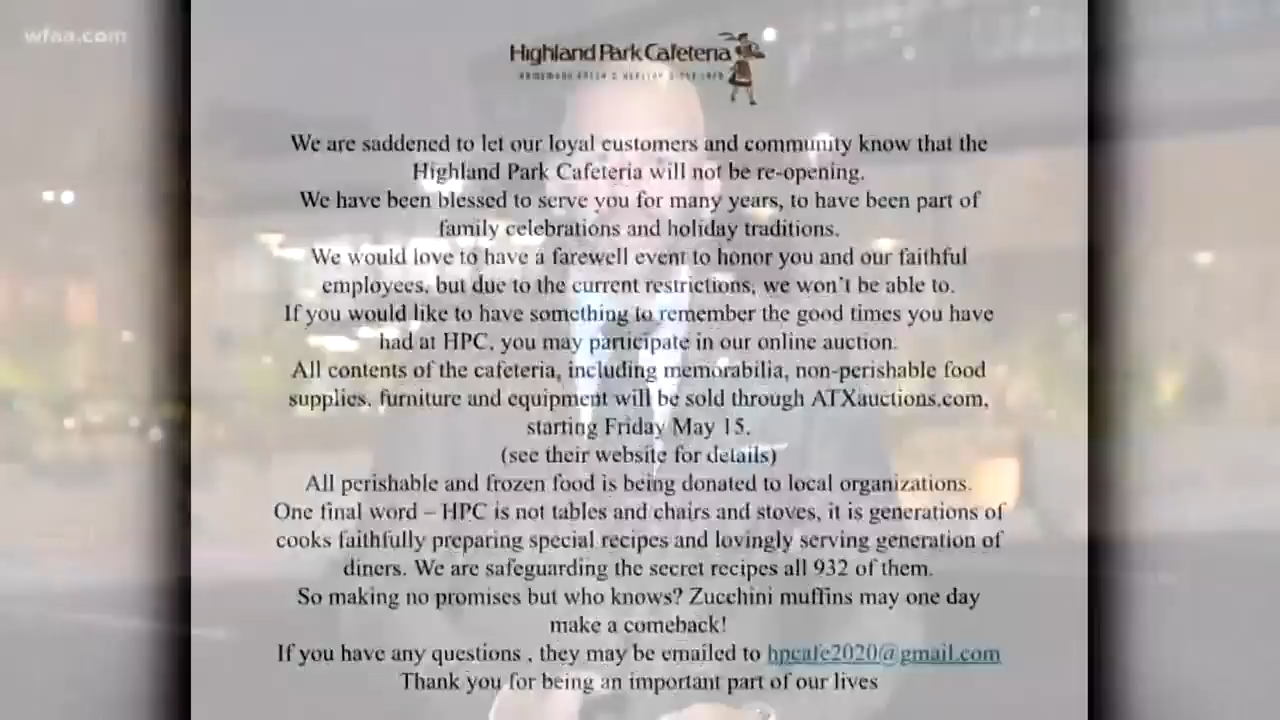 wfaa.com
Highland Park Cafeteria
We are saddened to let our loyal customers and community know that the
Highland Park Cafeteria will not be re-opening.
We have been blessed to serve you for many years, to have been part of
family celebrations and holiday traditions.
We would love to have a farewell event to honor you and our faithful
employees, but due to the current restrictions, we won't be able to.
If you would like to have something to remember the good times you have
had at HPC, you may participate in our online auction.
All contents of the cafeteria, including memorabilia, non-perishable food
supplies, furniture and equipment will be sold through ATXauctions.com,
starting Friday May 15.
(see their website for details)
All perishable and frozen food is being donated to local organizations.
One final word – HPC is not tables and chairs and stoves, it is generations of
cooks faithfully preparing special recipes and lovingly serving generation of
diners. We are safeguarding the secret recipes all 932 of them.
So making no promises but who knows? Zucchini muffins may one day
make a comeback!
If you have any questions , they may be emailed to hpcafe2020@gmail.com
Thank you for being an important part of our lives